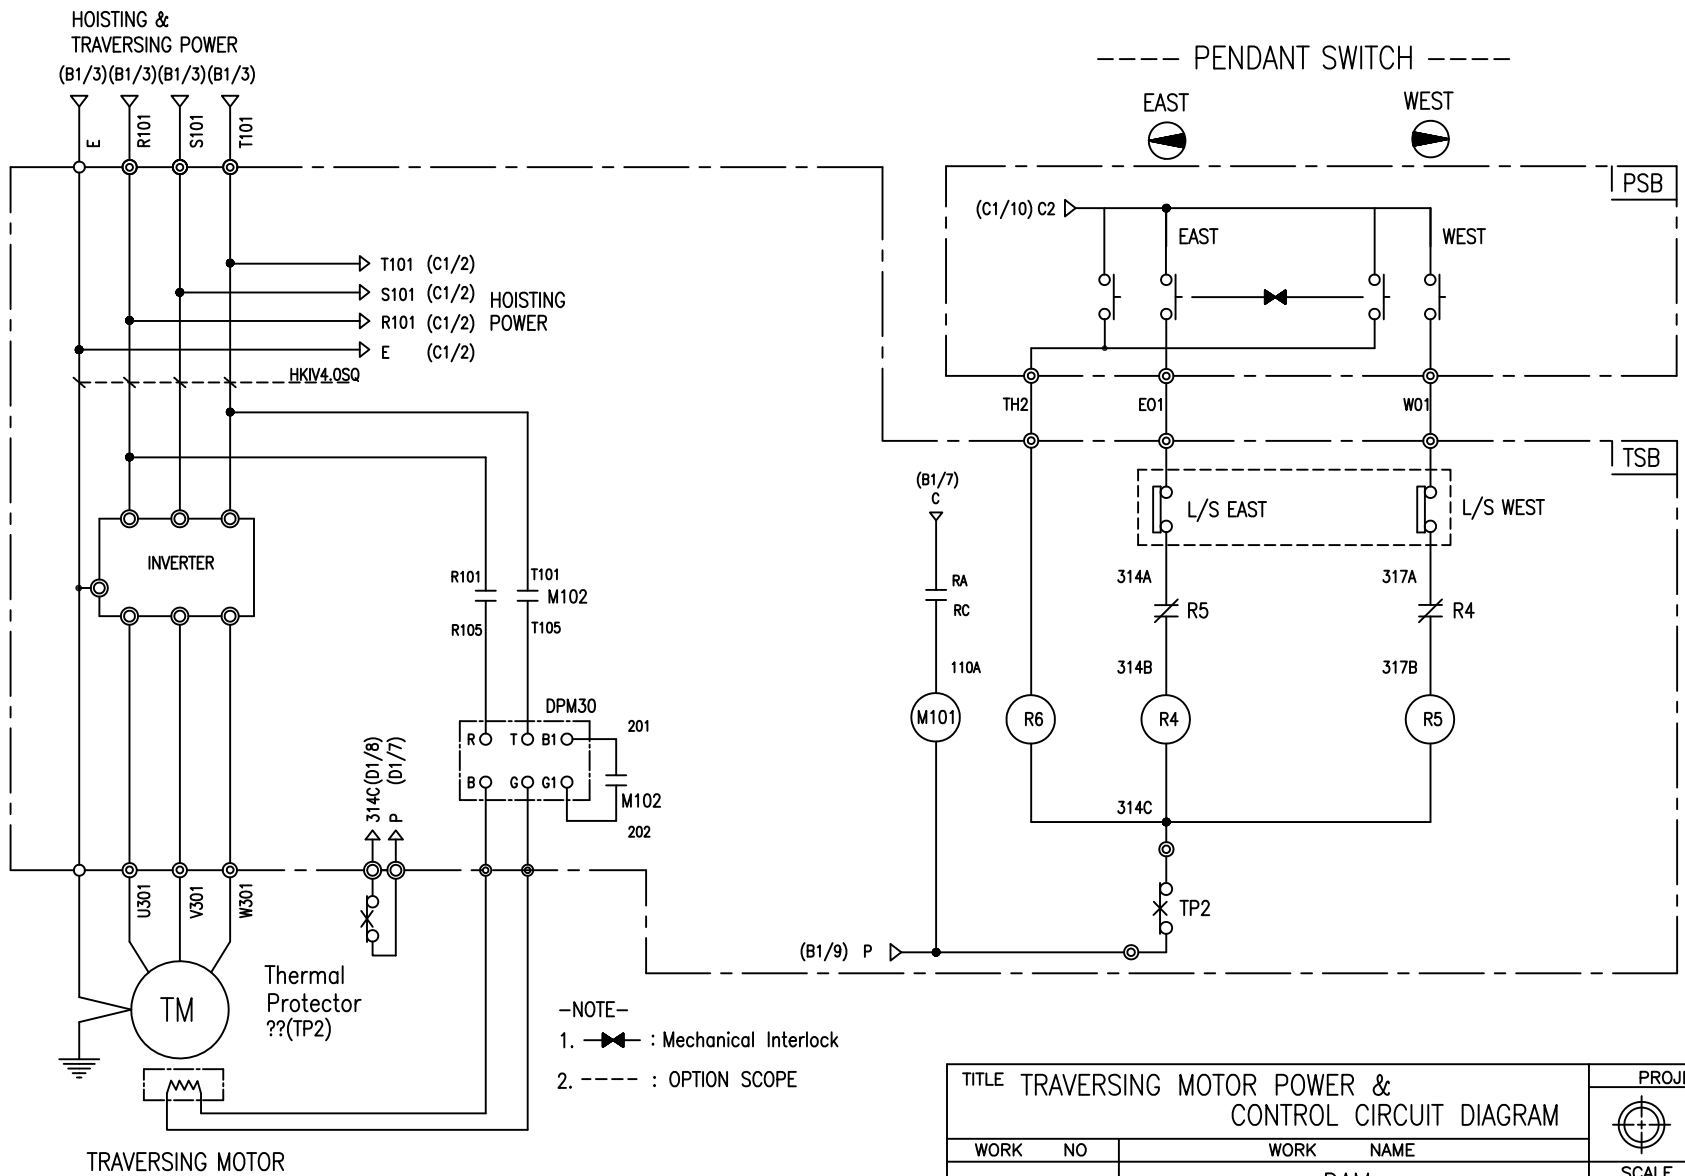 HOISTING &
TRAVERSING POWER
(B1/3)(B1/3)(B1/3)(B1/3)
E
R101
S101
T101
T101 (C1/2)
S101 (C1/2)
R101 (C1/2)
E (C1/2)
HOISTING
POWER
HKIV4.0SQ
INVERTER
R101
T101
M102
R105
T105
DPM30
R T B1
B G G1
201
M102
202
314C(D1/8)
P (D1/7)
U301
V301
W301
TM
Thermal
Protector
??(TP2)
TRAVERSING MOTOR
-NOTE-
1. : Mechanical Interlock
2. ---- : OPTION SCOPE
---- PENDANT SWITCH ----
EAST
WEST
PSB
(C1/10) C2
EAST
WEST
TH2
E01
W01
TSB
(B1/7)
C
L/S EAST
L/S WEST
RA
RC
314A
317A
R5
R4
110A
314B
317B
M101
R6
R4
R5
314C
TP2
(B1/9) P
TITLE TRAVERSING MOTOR POWER &
CONTROL CIRCUIT DIAGRAM
PROJE
WORK NO
WORK NAME
SCALE